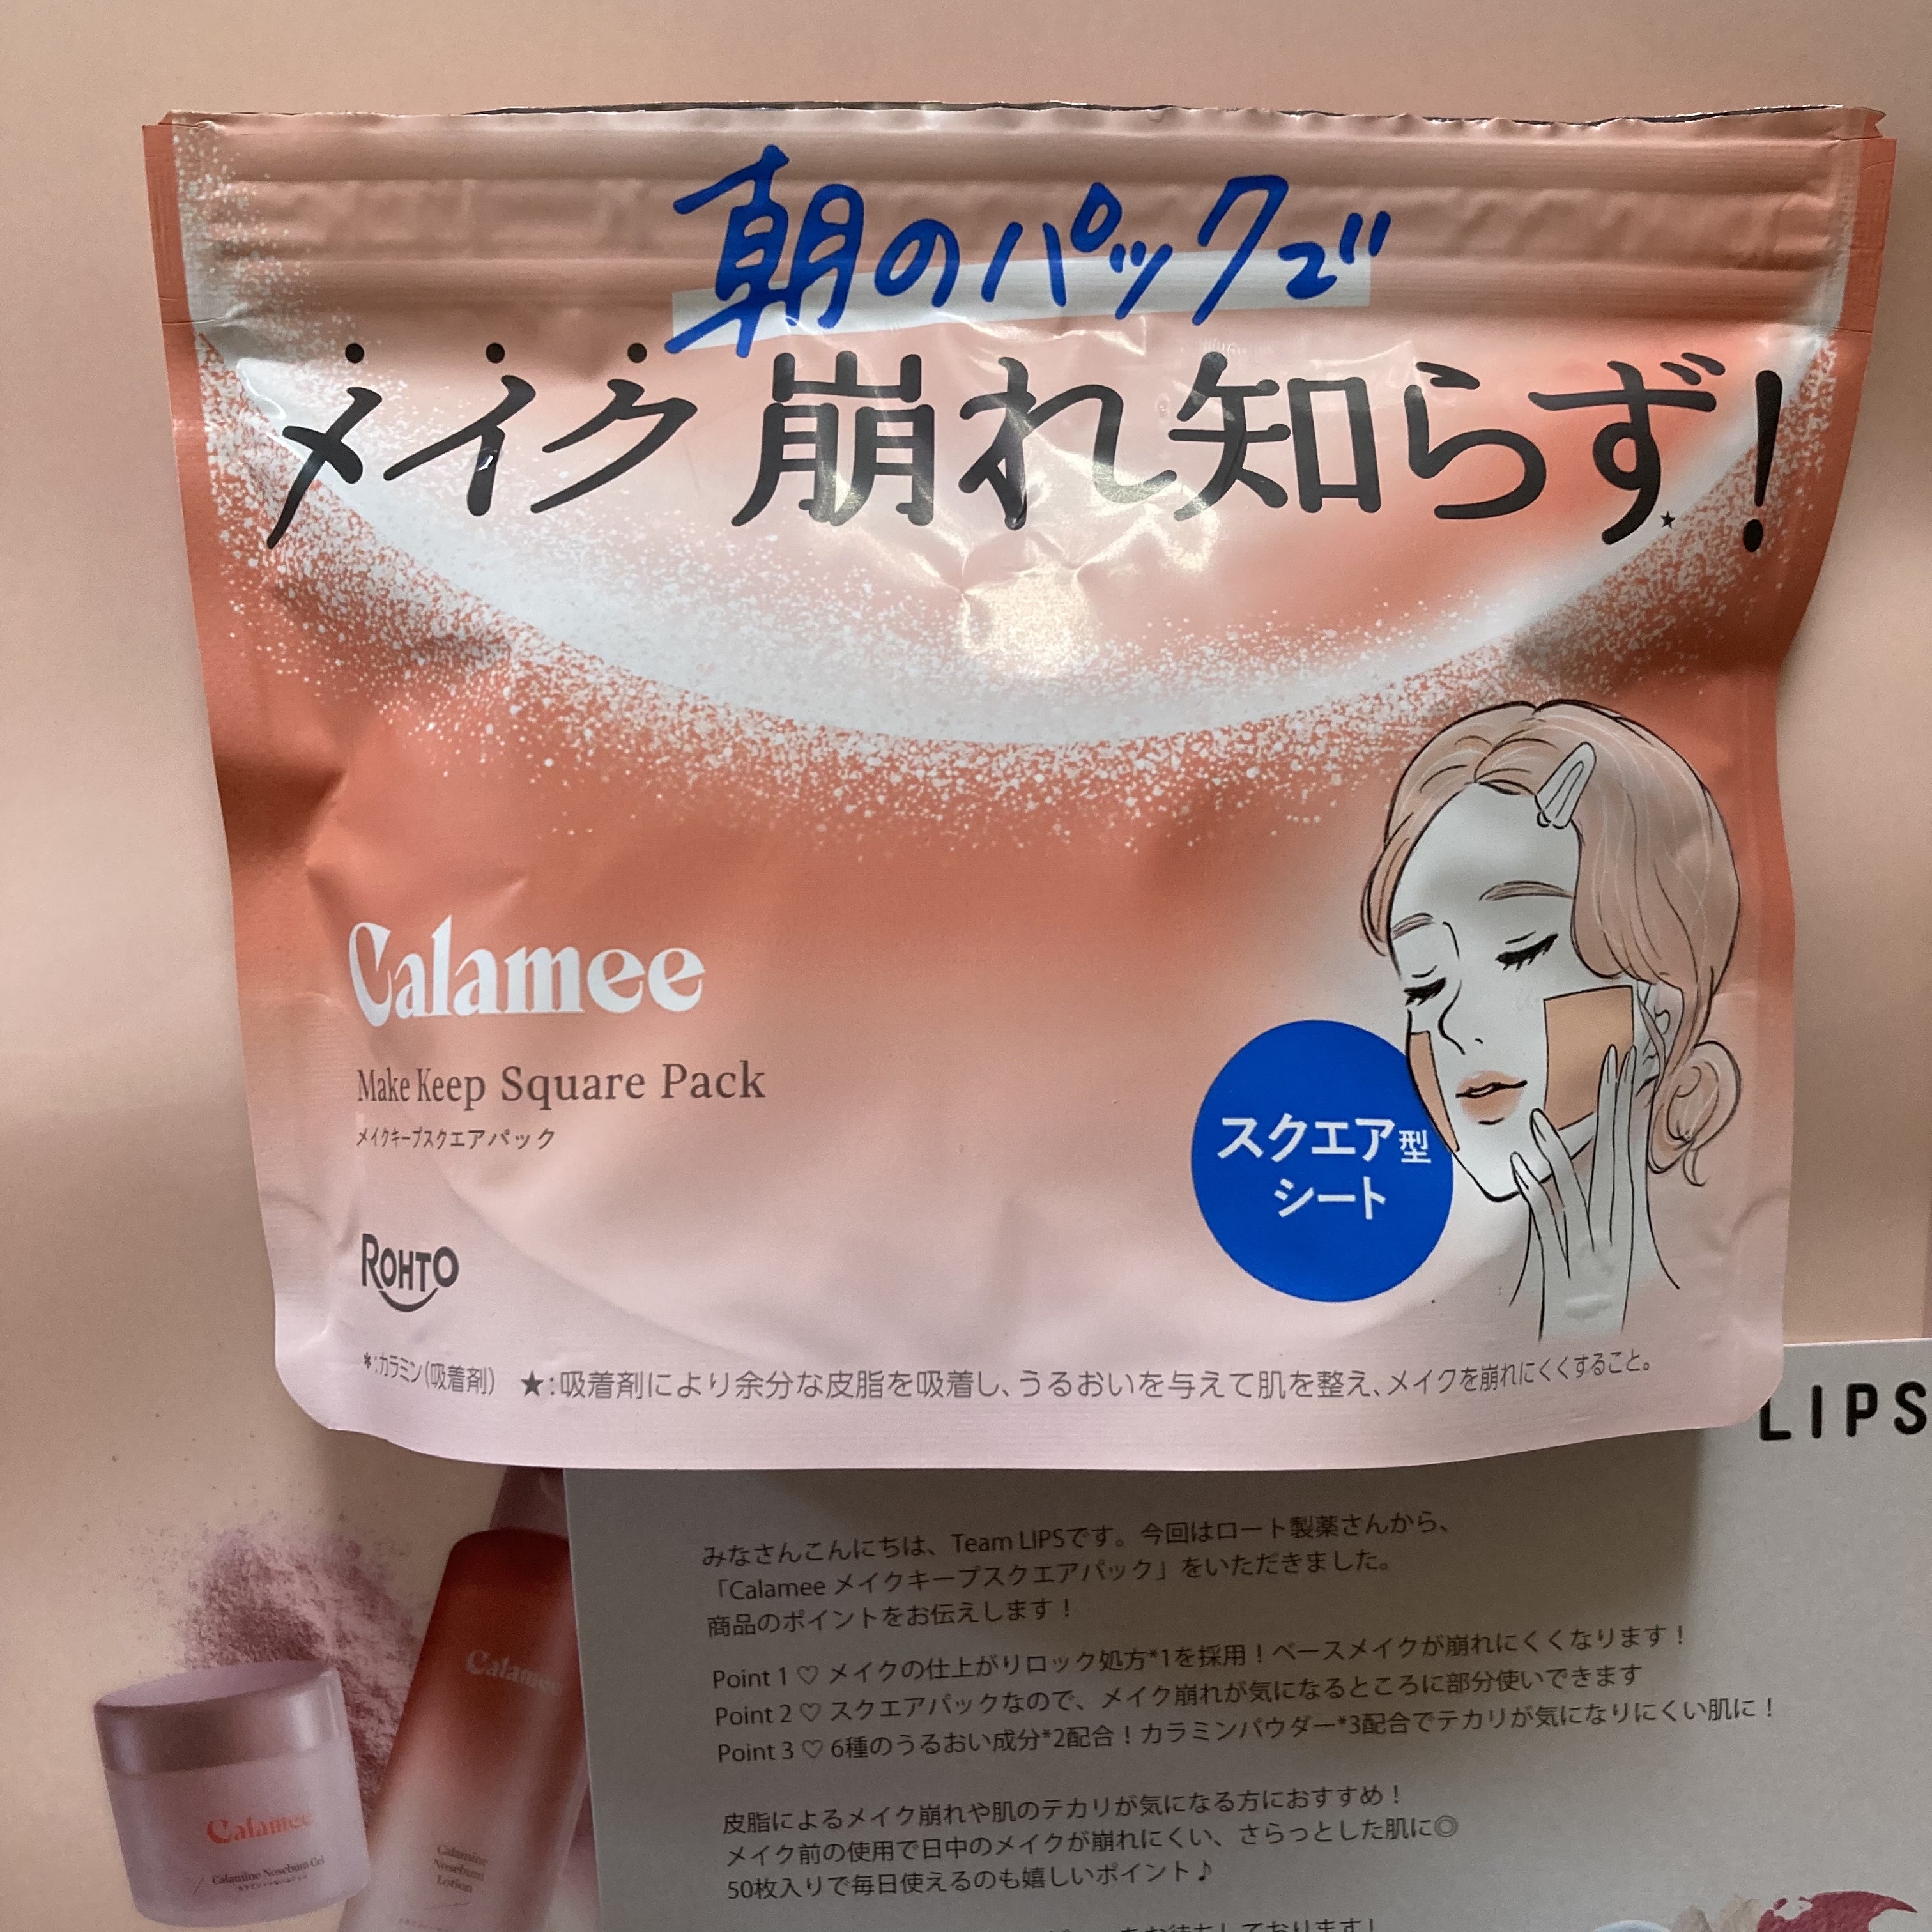 朝のパックで
メイク崩れ知らず!★
Calamee
Make Keep Square Pack
メイクキープスクエアパック
スクエア型
シート
ROHTO
*:カラミン(吸着剤) ★:吸着剤により余分な皮脂を吸着し、うるおいを与えて肌を整え、メイクを崩れにくくすること。
LIPS
みなさんこんにちは、Team LIPSです。今回はロート製薬さんから、
「Calamee メイクキープスクエアパック」をいただきました。
商品のポイントをお伝えします!
Point 1 ♡ メイクの仕上がりロック処方*1を採用!ベースメイクが崩れにくくなります!
Point 2 ♡ スクエアパックなので、メイク崩れが気になるところに部分使いできます
Point 3 ♡ 6種のうるおい成分*2配合!カラミンパウダー*3配合でテカリが気になりにくい肌に!
皮脂によるメイク崩れや肌のテカリが気になる方におすすめ!
メイク前の使用で日中のメイクが崩れにくい、さらっとした肌に◎
50枚入りで毎日使えるのも嬉しいポイント♪
Calamee
Calamine Nosebum Gel
Calamee
Calamine
Nosebum
Lotion